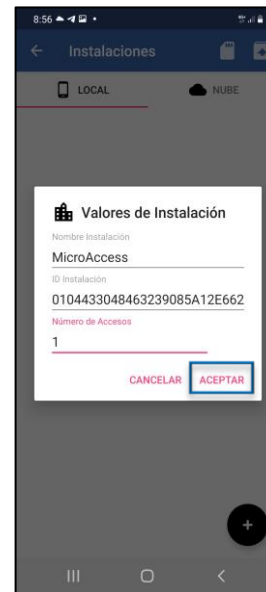 8:56
Instalaciones
LOCAL
NUBE
Valores de Instalación
Nombre Instalación
MicroAccess
ID Instalación
0104433048463239085A12E662
Número de Accesos
1
CANCELAR ACEPTAR